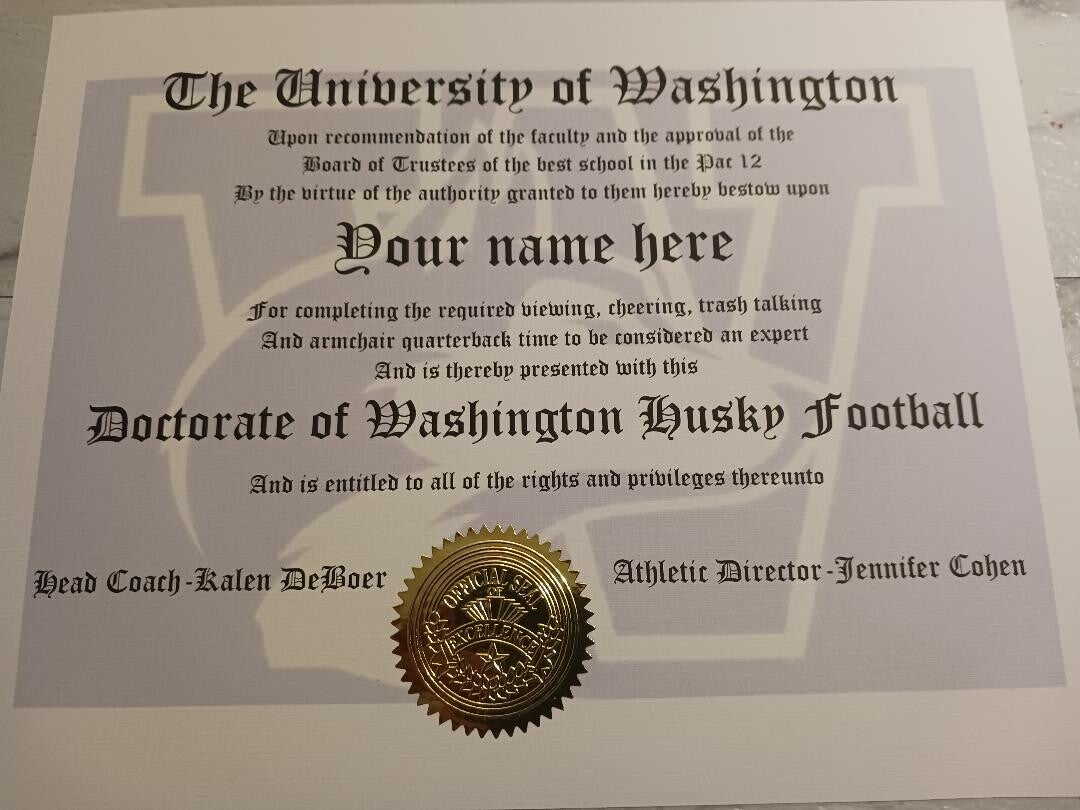 The University of Washington
Upon recommendation of the faculty and the approval of the
Board of Trustees of the best school in the Pac 12
By the virtue of the authority granted to them hereby bestow upon
Your name here
For completing the required viewing, cheering, trash talking
And armchair quarterback time to be considered an expert
And is thereby presented with this
Doctorate of Washington Husky Football
And is entitled to all of the rights and privileges thereunto
Head Coach-Kalen DeBoer
Athletic Director-Jennifer Cohen
OFFICIAL SEAL
OF
EXCELLENCE